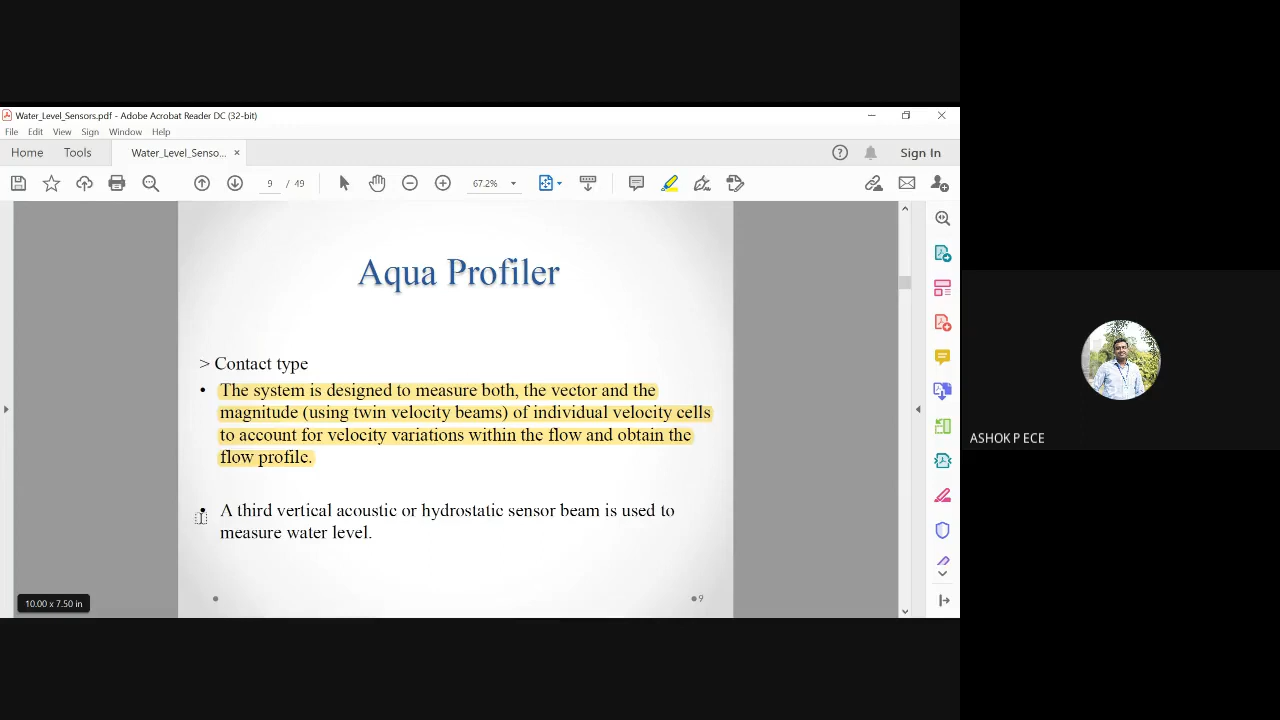 Water_Level_Sensors.pdf - Adobe Acrobat Reader DC (32-bit)
File Edit View Sign Window Help
Home Tools Water_Level_Senso... × Sign In
9 / 49 67.2%
Aqua Profiler
> Contact type
• The system is designed to measure both, the vector and the
magnitude (using twin velocity beams) of individual velocity cells
to account for velocity variations within the flow and obtain the
flow profile.
• A third vertical acoustic or hydrostatic sensor beam is used to
measure water level.
10.00 x 7.50 in
• •9
ASHOK P ECE